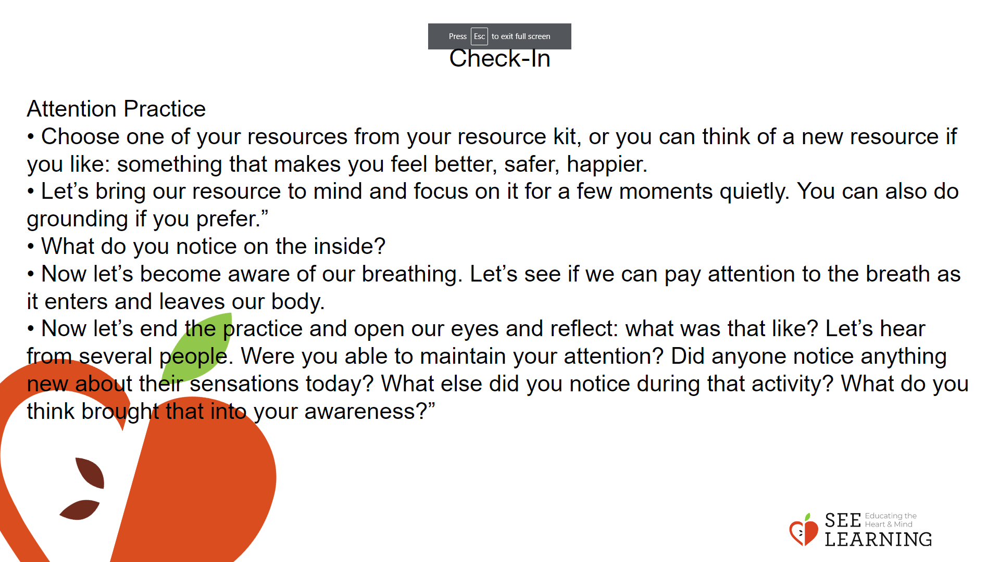 Press Esc to exit full screen
Check-In
Attention Practice
• Choose one of your resources from your resource kit, or you can think of a new resource if
you like: something that makes you feel better, safer, happier.
• Let’s bring our resource to mind and focus on it for a few moments quietly. You can also do
grounding if you prefer.”
• What do you notice on the inside?
• Now let’s become aware of our breathing. Let’s see if we can pay attention to the breath as
it enters and leaves our body.
• Now let’s end the practice and open our eyes and reflect: what was that like? Let’s hear
from several people. Were you able to maintain your attention? Did anyone notice anything
new about their sensations today? What else did you notice during that activity? What do you
think brought that into your awareness?”
SEE Educating the
Heart & Mind
LEARNING